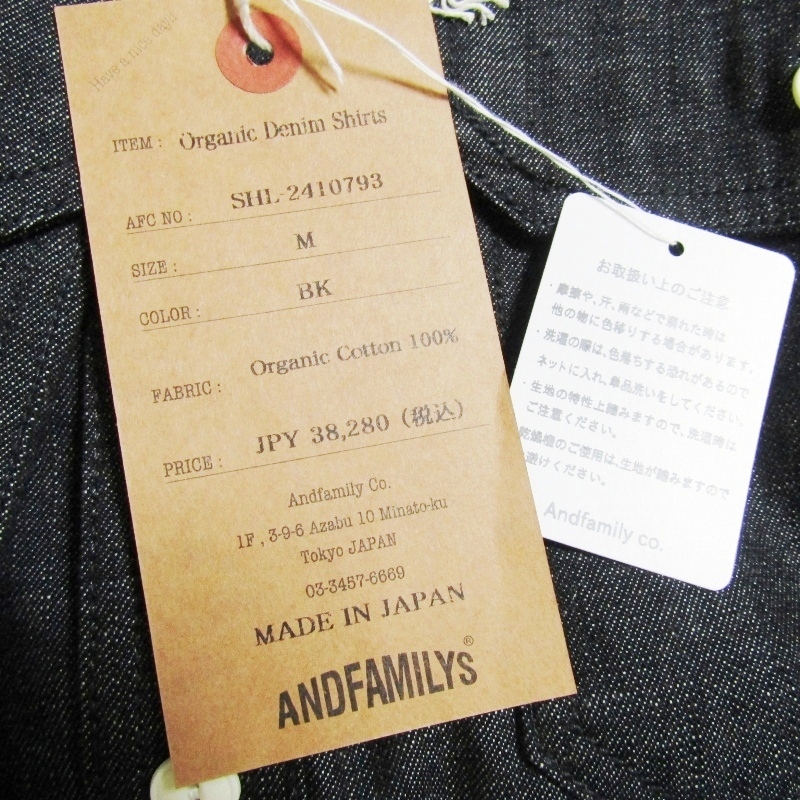 Have a nice day!!
ITEM : Organic Denim Shirts
AFC NO : SHL-2410793
SIZE : M
COLOR : BK
FABRIC : Organic Cotton 100%
PRICE : JPY 38,280 (税込)
Andfamily Co.
1F , 3-9-6 Azabu 10 Minato-ku
Tokyo JAPAN
03-3457-6669
MADE IN JAPAN
ANDFAMILYS®
お取扱い上のご注意
・摩擦や、汗、雨などで濡れた時は
他の物に色移りする場合があります。
・洗濯の際は、色落ちする恐れがあるので
ネットに入れ、単品洗いをしてください。
・生地の特性上縮みますので、洗濯時は
ご注意ください。
乾燥機のご使用は、生地が縮みますので
避けください。
Andfamily co.